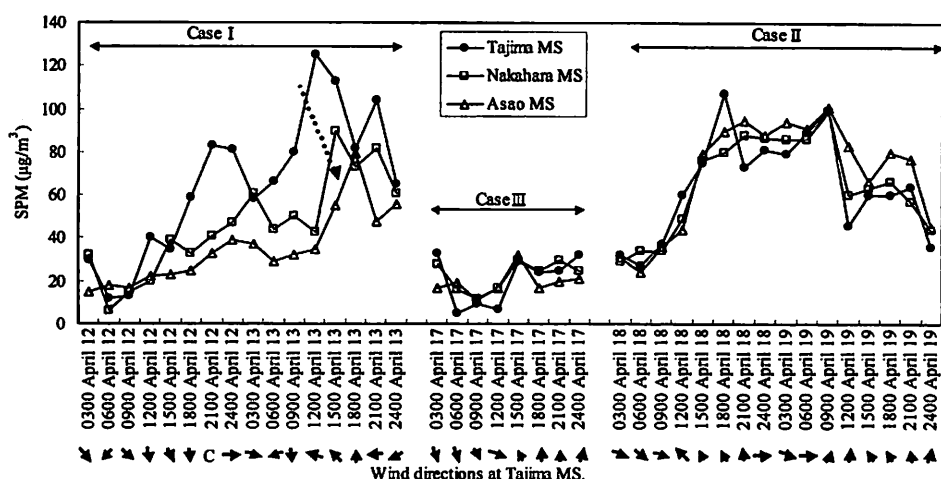 140
120
100
80
60
40
20
0
SPM (μg/m³)
Case I
Tajima MS
Nakahara MS
Asao MS
Case II
Case III
0300 April 12
0600 April 12
0900 April 12
1200 April 12
1500 April 12
1800 April 12
2100 April 12
2400 April 12
0300 April 13
0600 April 13
0900 April 13
1200 April 13
1500 April 13
1800 April 13
2100 April 13
2400 April 13
0300 April 17
0600 April 17
0900 April 17
1200 April 17
1500 April 17
1800 April 17
2100 April 17
2400 April 17
0300 April 18
0600 April 18
0900 April 18
1200 April 18
1500 April 18
1800 April 18
2100 April 18
2400 April 18
0300 April 19
0600 April 19
0900 April 19
1200 April 19
1500 April 19
1800 April 19
2100 April 19
2400 April 19
C
Wind directions at Tajima MS.